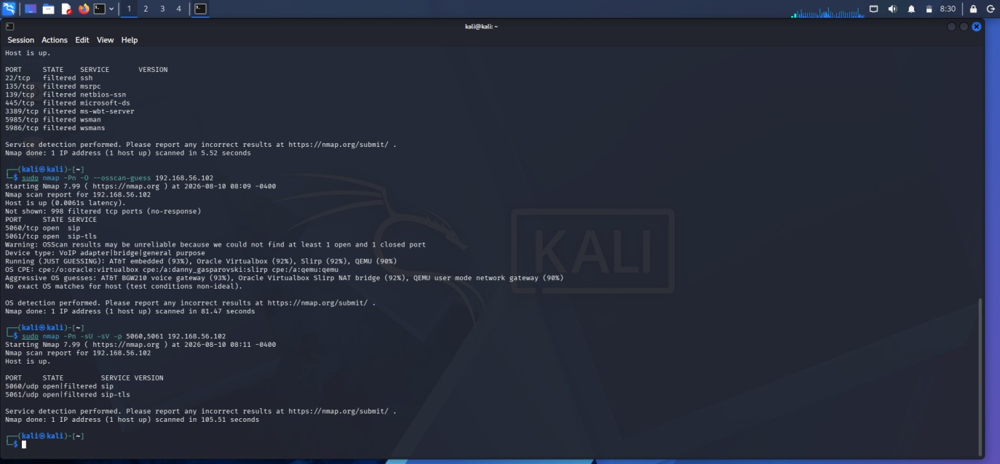 1 2 3 4 8:30
kali@kali: ~
Session Actions Edit View Help
Host is up.
PORT     STATE    SERVICE       VERSION
22/tcp   filtered ssh
135/tcp  filtered msrpc
139/tcp  filtered netbios-ssn
445/tcp  filtered microsoft-ds
3389/tcp filtered ms-wbt-server
5985/tcp filtered wsman
5986/tcp filtered wsmans
Service detection performed. Please report any incorrect results at https://nmap.org/submit/ .
Nmap done: 1 IP address (1 host up) scanned in 5.52 seconds
┌──(kali㉿kali)-[~]
└─$ sudo nmap -Pn -O --osscan-guess 192.168.56.102
Starting Nmap 7.99 ( https://nmap.org ) at 2026-08-10 08:09 -0400
Nmap scan report for 192.168.56.102
Host is up (0.0061s latency).
Not shown: 998 filtered tcp ports (no-response)
PORT     STATE SERVICE
5060/tcp open  sip
5061/tcp open  sip-tls
Warning: OSScan results may be unreliable because we could not find at least 1 open and 1 closed port
Device type: VoIP adapter|bridge|general purpose
Running (JUST GUESSING): AT&T embedded (93%), Oracle Virtualbox (92%), Slirp (92%), QEMU (90%)
OS CPE: cpe:/o:oracle:virtualbox cpe:/a:danny_gasparovski:slirp cpe:/a:qemu:qemu
Aggressive OS guesses: AT&T BGW210 voice gateway (93%), Oracle Virtualbox Slirp NAT bridge (92%), QEMU user mode network gateway (90%)
No exact OS matches for host (test conditions non-ideal).
OS detection performed. Please report any incorrect results at https://nmap.org/submit/ .
Nmap done: 1 IP address (1 host up) scanned in 81.47 seconds
┌──(kali㉿kali)-[~]
└─$ sudo nmap -Pn -sU -sV -p 5060,5061 192.168.56.102
Starting Nmap 7.99 ( https://nmap.org ) at 2026-08-10 08:11 -0400
Nmap scan report for 192.168.56.102
Host is up.
PORT     STATE         SERVICE VERSION
5060/udp open|filtered sip
5061/udp open|filtered sip-tls
Service detection performed. Please report any incorrect results at https://nmap.org/submit/ .
Nmap done: 1 IP address (1 host up) scanned in 105.51 seconds
┌──(kali㉿kali)-[~]
└─$
KALI